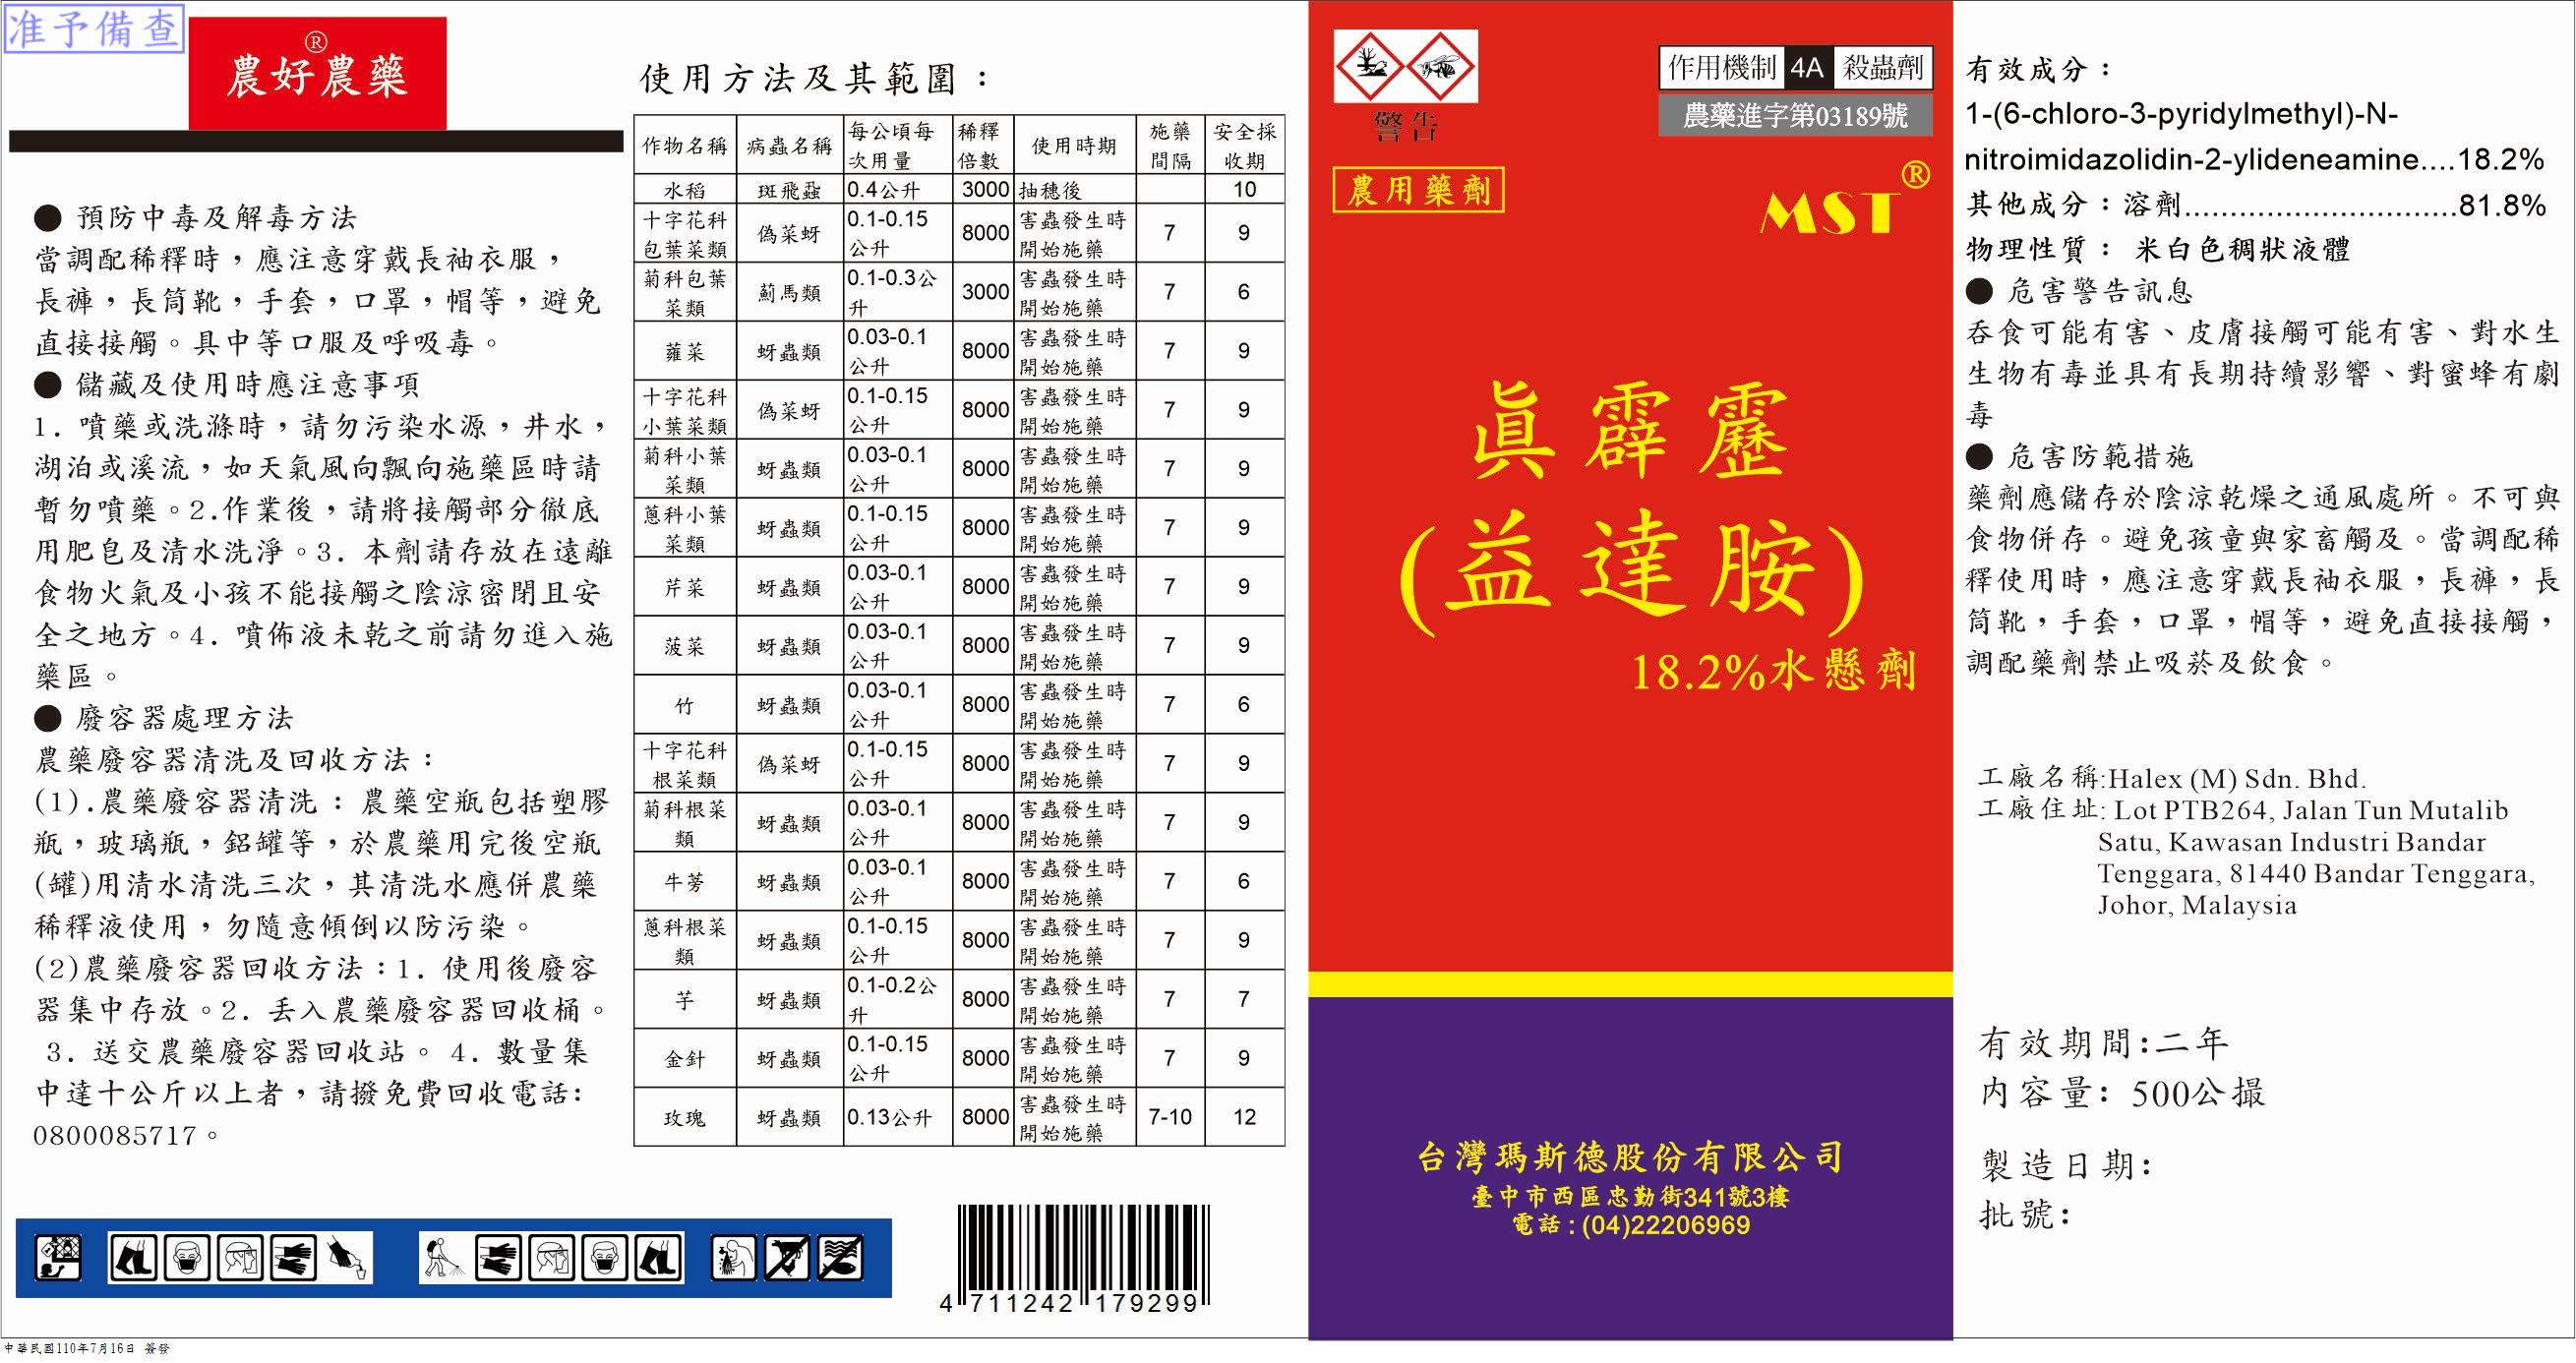 准予備查
農好農藥®
● 預防中毒及解毒方法
當調配稀釋時，應注意穿戴長袖衣服，
長褲，長筒靴，手套，口罩，帽等，避免
直接接觸。具中等口服及呼吸毒。
● 儲藏及使用時應注意事項
1. 噴藥或洗滌時，請勿污染水源，井水，
湖泊或溪流，如天氣風向飄向施藥區時請
暫勿噴藥。2.作業後，請將接觸部分徹底
用肥皂及清水洗淨。3. 本劑請存放在遠離
食物火氣及小孩不能接觸之陰涼密閉且安
全之地方。4. 噴佈液未乾之前請勿進入施
藥區。
● 廢容器處理方法
農藥廢容器清洗及回收方法：
(1).農藥廢容器清洗：農藥空瓶包括塑膠
瓶，玻璃瓶，鋁罐等，於農藥用完後空瓶
(罐)用清水清洗三次，其清洗水應併農藥
稀釋液使用，勿隨意傾倒以防污染。
(2)農藥廢容器回收方法：1. 使用後廢容
器集中存放。2. 丟入農藥廢容器回收桶。
3. 送交農藥廢容器回收站。 4. 數量集
中達十公斤以上者，請撥免費回收電話:
0800085717。
使用方法及其範圍：
作物名稱 病蟲名稱 每公頃每次用量 稀釋倍數 使用時期 施藥間隔 安全採收期
水稻 斑飛蝨 0.4公升 3000 抽穗後 10
十字花科包葉菜類 偽菜蚜 0.1-0.15公升 8000 害蟲發生時開始施藥 7 9
菊科包葉菜類 薊馬類 0.1-0.3公升 3000 害蟲發生時開始施藥 7 6
蕹菜 蚜蟲類 0.03-0.1公升 8000 害蟲發生時開始施藥 7 9
十字花科小葉菜類 偽菜蚜 0.1-0.15公升 8000 害蟲發生時開始施藥 7 9
菊科小葉菜類 蚜蟲類 0.03-0.1公升 8000 害蟲發生時開始施藥 7 9
蔥科小葉菜類 蚜蟲類 0.1-0.15公升 8000 害蟲發生時開始施藥 7 9
芹菜 蚜蟲類 0.03-0.1公升 8000 害蟲發生時開始施藥 7 9
菠菜 蚜蟲類 0.03-0.1公升 8000 害蟲發生時開始施藥 7 9
竹 蚜蟲類 0.03-0.1公升 8000 害蟲發生時開始施藥 7 6
十字花科根菜類 偽菜蚜 0.1-0.15公升 8000 害蟲發生時開始施藥 7 9
菊科根菜類 蚜蟲類 0.03-0.1公升 8000 害蟲發生時開始施藥 7 9
牛蒡 蚜蟲類 0.03-0.1公升 8000 害蟲發生時開始施藥 7 6
蔥科根菜類 蚜蟲類 0.1-0.15公升 8000 害蟲發生時開始施藥 7 9
芋 蚜蟲類 0.1-0.2公升 8000 害蟲發生時開始施藥 7 7
金針 蚜蟲類 0.1-0.15公升 8000 害蟲發生時開始施藥 7 9
玫瑰 蚜蟲類 0.13公升 8000 害蟲發生時開始施藥 7-10 12
4 711242 179299
警告
作用機制 4A 殺蟲劑
農藥進字第03189號
農用藥劑
MST®
真霹靂
(益達胺)
18.2%水懸劑
台灣瑪斯德股份有限公司
臺中市西區忠勤街341號3樓
電話：(04)22206969
有效成分：
1-(6-chloro-3-pyridylmethyl)-N-
nitroimidazolidin-2-ylideneamine....18.2%
其他成分：溶劑..............................81.8%
物理性質： 米白色稠狀液體
● 危害警告訊息
吞食可能有害、皮膚接觸可能有害、對水生
生物有毒並具有長期持續影響、對蜜蜂有劇
毒
● 危害防範措施
藥劑應儲存於陰涼乾燥之通風處所。不可與
食物併存。避免孩童與家畜觸及。當調配稀
釋使用時，應注意穿戴長袖衣服，長褲，長
筒靴，手套，口罩，帽等，避免直接接觸，
調配藥劑禁止吸菸及飲食。
工廠名稱:Halex (M) Sdn. Bhd.
工廠住址: Lot PTB264, Jalan Tun Mutalib
Satu, Kawasan Industri Bandar
Tenggara, 81440 Bandar Tenggara,
Johor, Malaysia
有效期間:二年
內容量: 500公撮
製造日期:
批號:
中華民國110年7月16日 簽發